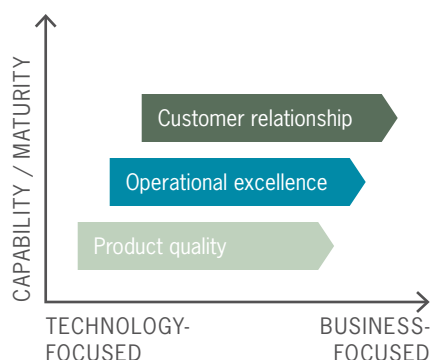 CAPABILITY / MATURITY
Customer relationship
Operational excellence
Product quality
TECHNOLOGY-
FOCUSED
BUSINESS-
FOCUSED